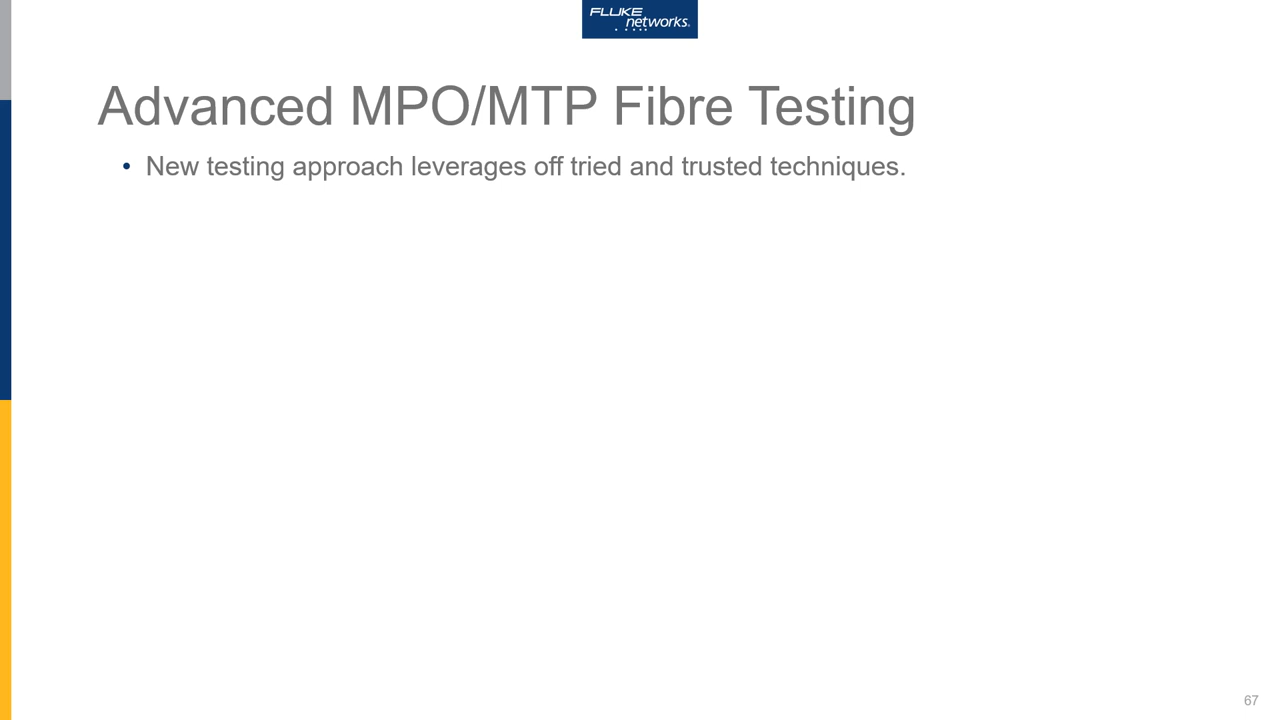 FLUKE
networks®
Advanced MPO/MTP Fibre Testing
• New testing approach leverages off tried and trusted techniques.
67